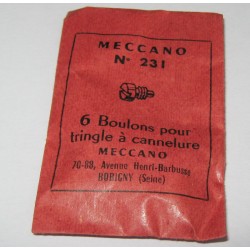 MECCANO
N° 231
6 Boulons pour
tringle à cannelure
MECCANO
70-88, Avenue Henri-Barbusse
BOBIGNY (Seine)